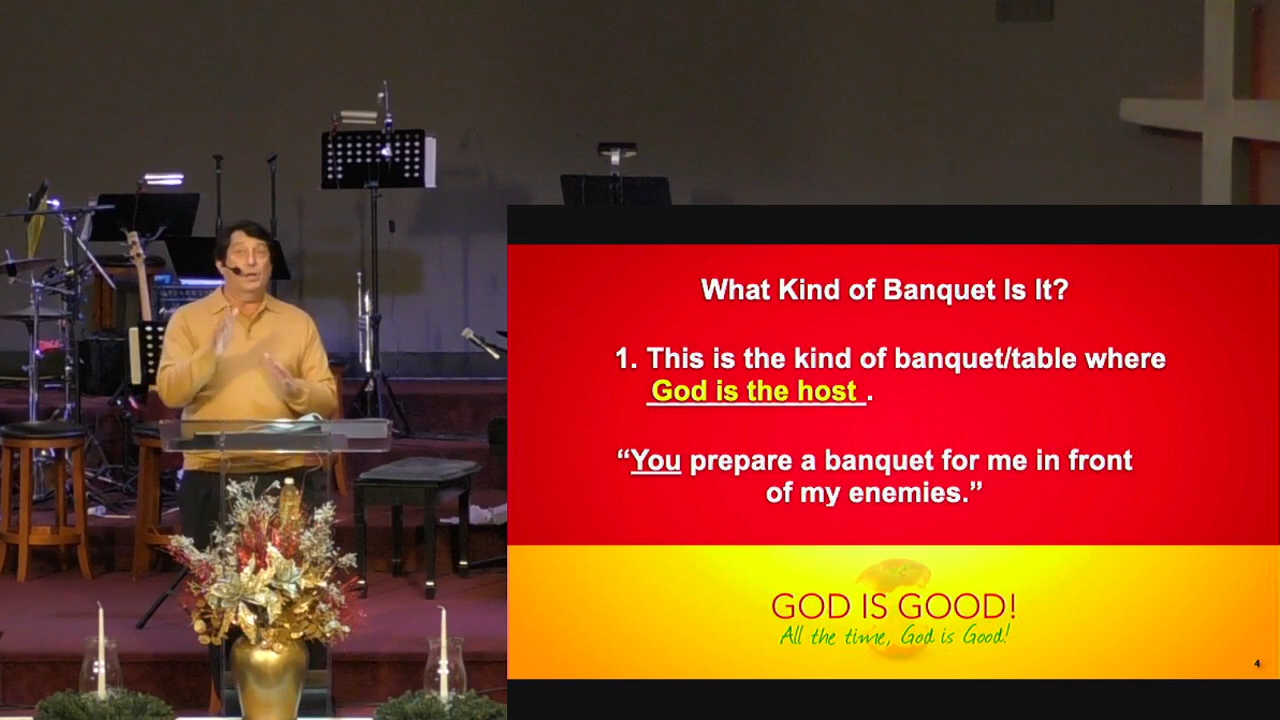 What Kind of Banquet Is It?
1. This is the kind of banquet/table where
God is the host .
“You prepare a banquet for me in front
of my enemies.”
GOD IS GOOD!
All the time, God is Good!
4